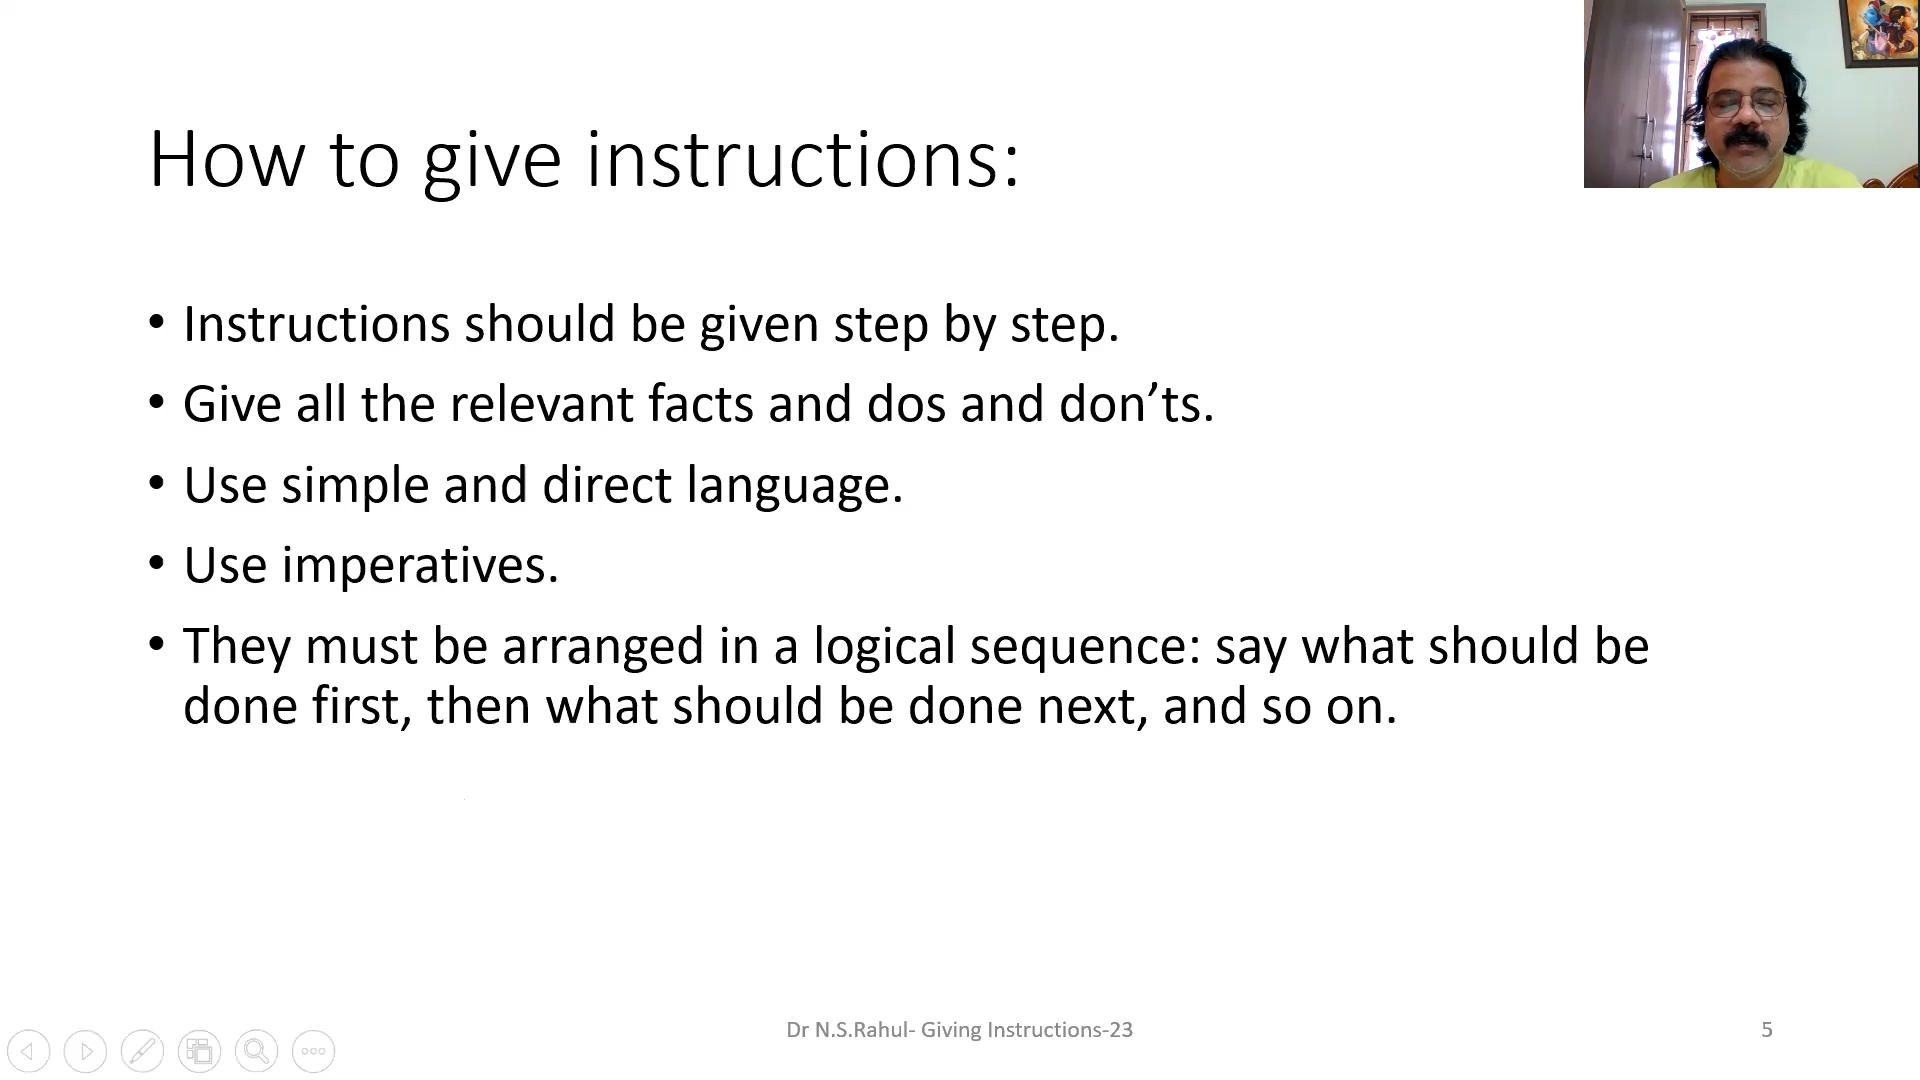 How to give instructions:
• Instructions should be given step by step.
• Give all the relevant facts and dos and don’ts.
• Use simple and direct language.
• Use imperatives.
• They must be arranged in a logical sequence: say what should be
done first, then what should be done next, and so on.
Dr N.S.Rahul- Giving Instructions-23
5